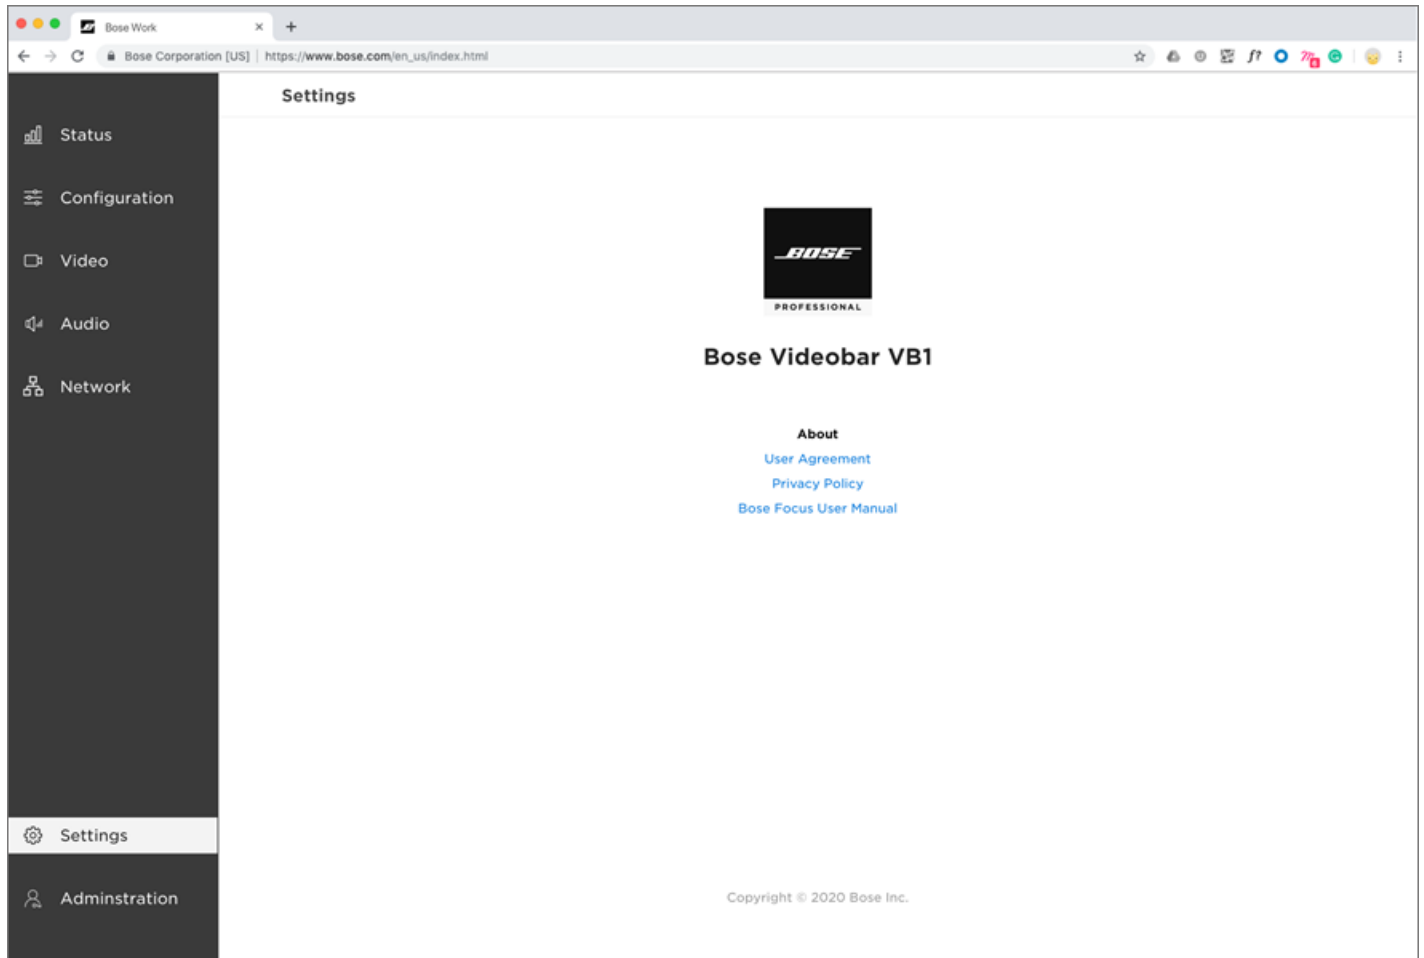 Bose Work
Bose Corporation [US] | https://www.bose.com/en_us/index.html
f?
Settings
Status
Configuration
Video
Audio
Network
BOSE
PROFESSIONAL
Bose Videobar VB1
About
User Agreement
Privacy Policy
Bose Focus User Manual
Settings
Adminstration
Copyright © 2020 Bose Inc.